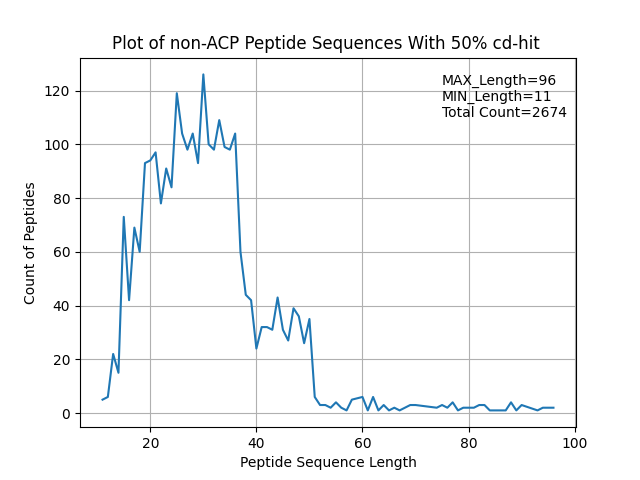 Plot of non-ACP Peptide Sequences With 50% cd-hit
MAX_Length=96
MIN_Length=11
Total Count=2674
120
100
80
60
40
20
0
Count of Peptides
20 40 60 80 100
Peptide Sequence Length